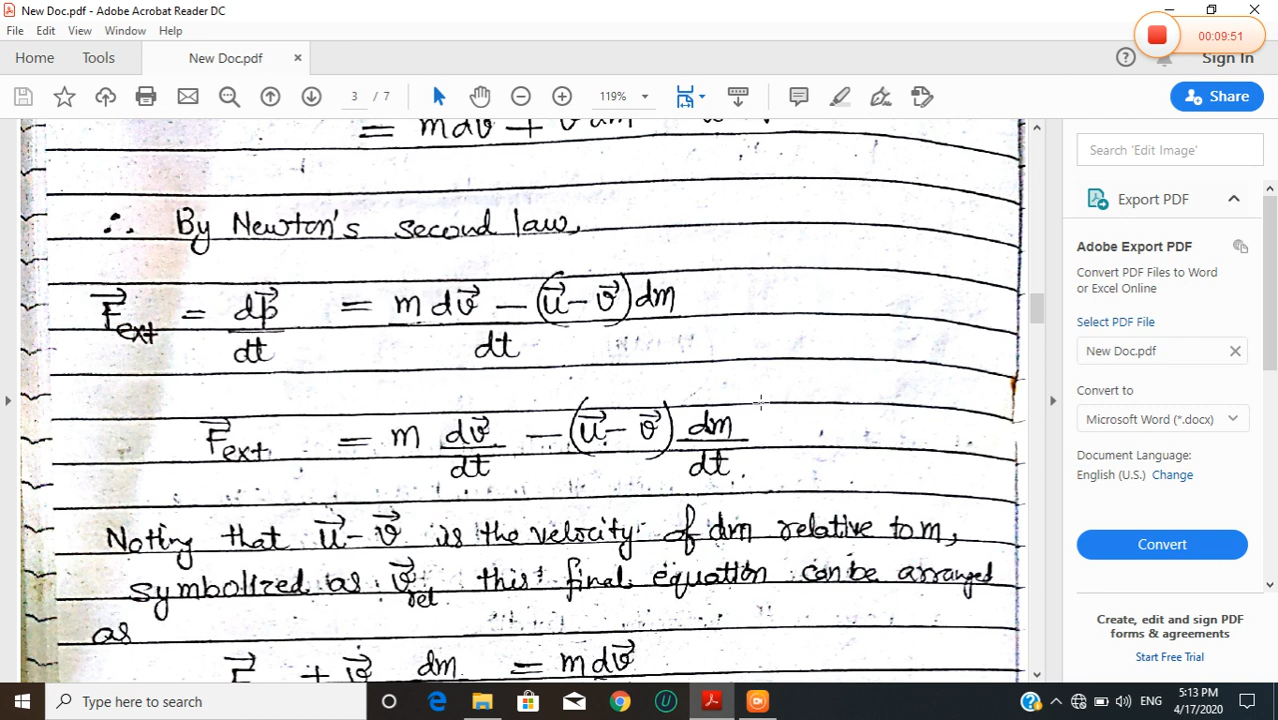 New Doc.pdf - Adobe Acrobat Reader DC
File Edit View Window Help
00:09:51
Home Tools New Doc.pdf × Sign In
3 / 7 119% Share
= mdv⃗ + v⃗ dm
∴ By Newton's second law,
F⃗ext = dp⃗/dt = m dv⃗ – (u⃗ – v⃗) dm / dt
F⃗ext = m dv⃗/dt – (u⃗ – v⃗) dm/dt.
Noting that u⃗ – v⃗ is the velocity of dm relative to m,
symbolized as v⃗rel this final equation can be arranged
as
F⃗ + v⃗ dm = mdv⃗
Search 'Edit Image'
Export PDF
Adobe Export PDF
Convert PDF Files to Word
or Excel Online
Select PDF File
New Doc.pdf
Convert to
Microsoft Word (*.docx)
Document Language:
English (U.S.) Change
Convert
Create, edit and sign PDF
forms & agreements
Start Free Trial
Type here to search
ENG
5:13 PM
4/17/2020